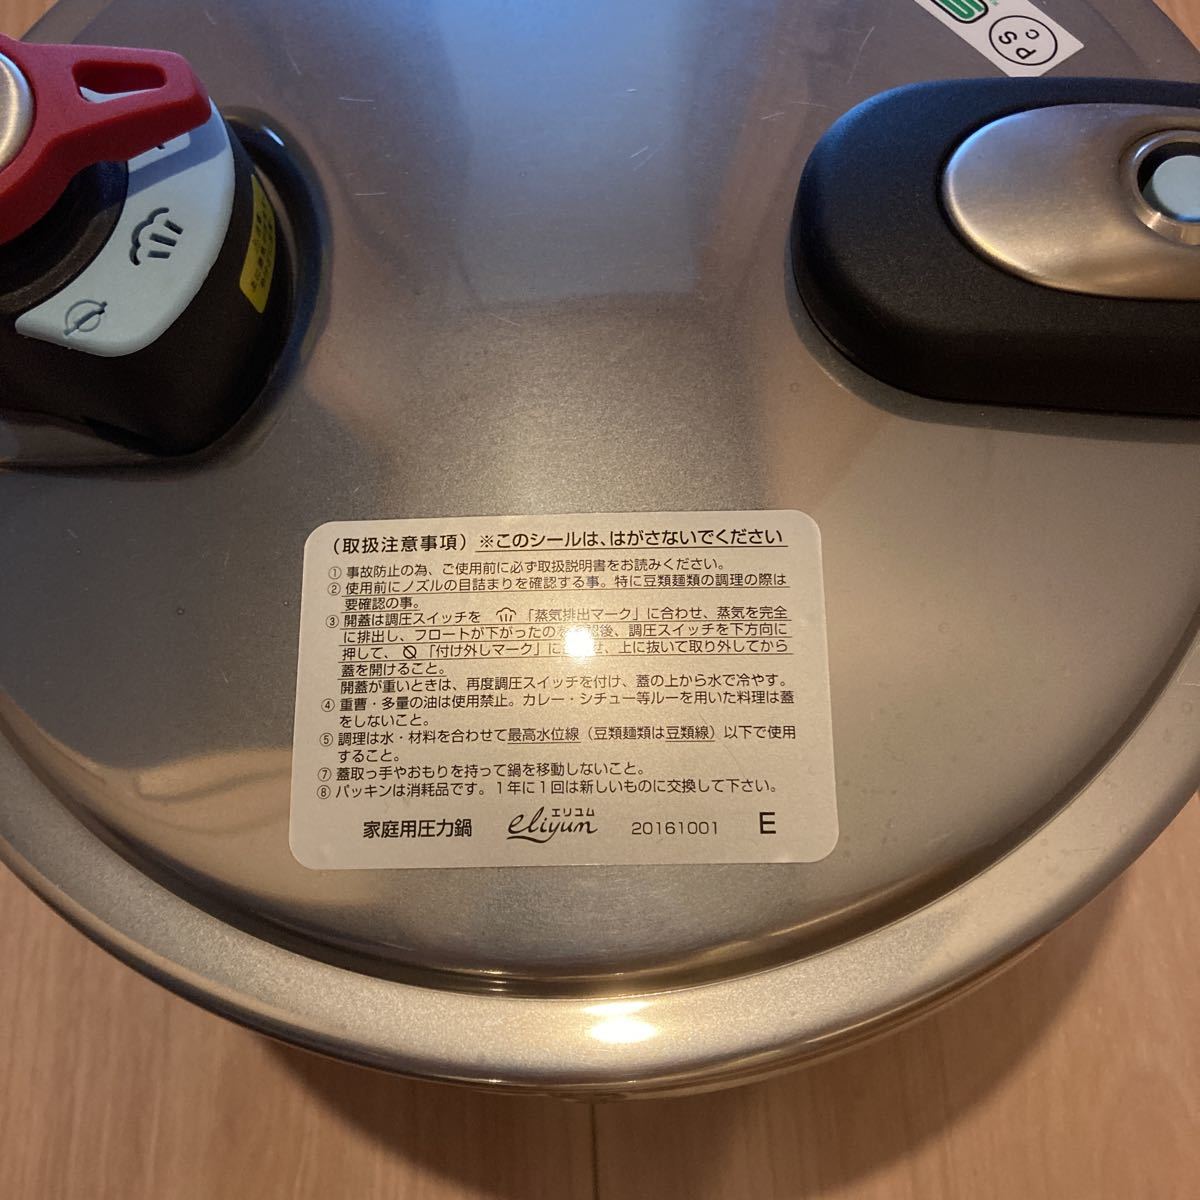 PS
C
（取扱注意事項）※このシールは、はがさないでください
① 事故防止の為、ご使用前に必ず取扱説明書をお読みください。
② 使用前にノズルの目詰まりを確認する事。特に豆類麺類の調理の際は
要確認の事。
③ 開蓋は調圧スイッチを 「蒸気排出マーク」に合わせ、蒸気を完全
に排出し、フロートが下がったのを確認後、調圧スイッチを下方向に
押して、 「付け外しマーク」に せ、上に抜いて取り外してから
蓋を開けること。
開蓋が重いときは、再度調圧スイッチを付け、蓋の上から水で冷やす。
④ 重曹・多量の油は使用禁止。カレー・シチュー等ルーを用いた料理は蓋
をしないこと。
⑤ 調理は水・材料を合わせて最高水位線（豆類麺類は豆類線）以下で使用
すること。
⑦ 蓋取っ手やおもりを持って鍋を移動しないこと。
⑧ パッキンは消耗品です。1年に1回は新しいものに交換して下さい。
エリユム
家庭用圧力鍋 eliyum 20161001 E